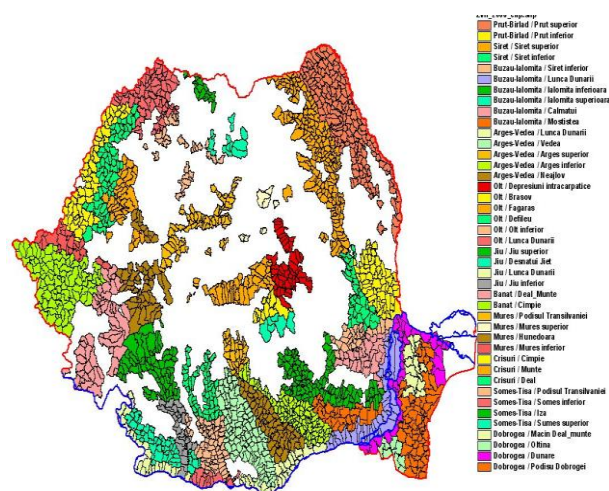 Prut-Birlad / Prut superior
Prut-Birlad / Prut inferior
Siret / Siret superior
Siret / Siret inferior
Buzau-Ialomita / Siret inferior
Buzau-Ialomita / Lunca Dunarii
Buzau-Ialomita / Ialomita inferioara
Buzau-Ialomita / Ialomita superioara
Buzau-Ialomita / Calmatui
Buzau-Ialomita / Mostistea
Arges-Vedea / Lunca Dunarii
Arges-Vedea / Vedea
Arges-Vedea / Arges superior
Arges-Vedea / Arges inferior
Arges-Vedea / Neajlov
Olt / Depresiuni intracarpatice
Olt / Brasov
Olt / Fagaras
Olt / Defileu
Olt / Olt inferior
Olt / Lunca Dunarii
Jiu / Jiu superior
Jiu / Desnatui Jiet
Jiu / Lunca Dunarii
Jiu / Jiu inferior
Banat / Deal_Munte
Banat / Cimpie
Mures / Podisul Transilvaniei
Mures / Mures superior
Mures / Hunedoara
Mures / Mures inferior
Crisuri / Cimpie
Crisuri / Munte
Crisuri / Deal
Somes-Tisa / Podisul Transilvaniei
Somes-Tisa / Somes inferior
Somes-Tisa / Iza
Somes-Tisa / Somes superior
Dobrogea / Macin Deal_munte
Dobrogea / Oltina
Dobrogea / Dunare
Dobrogea / Podisu Dobrogei